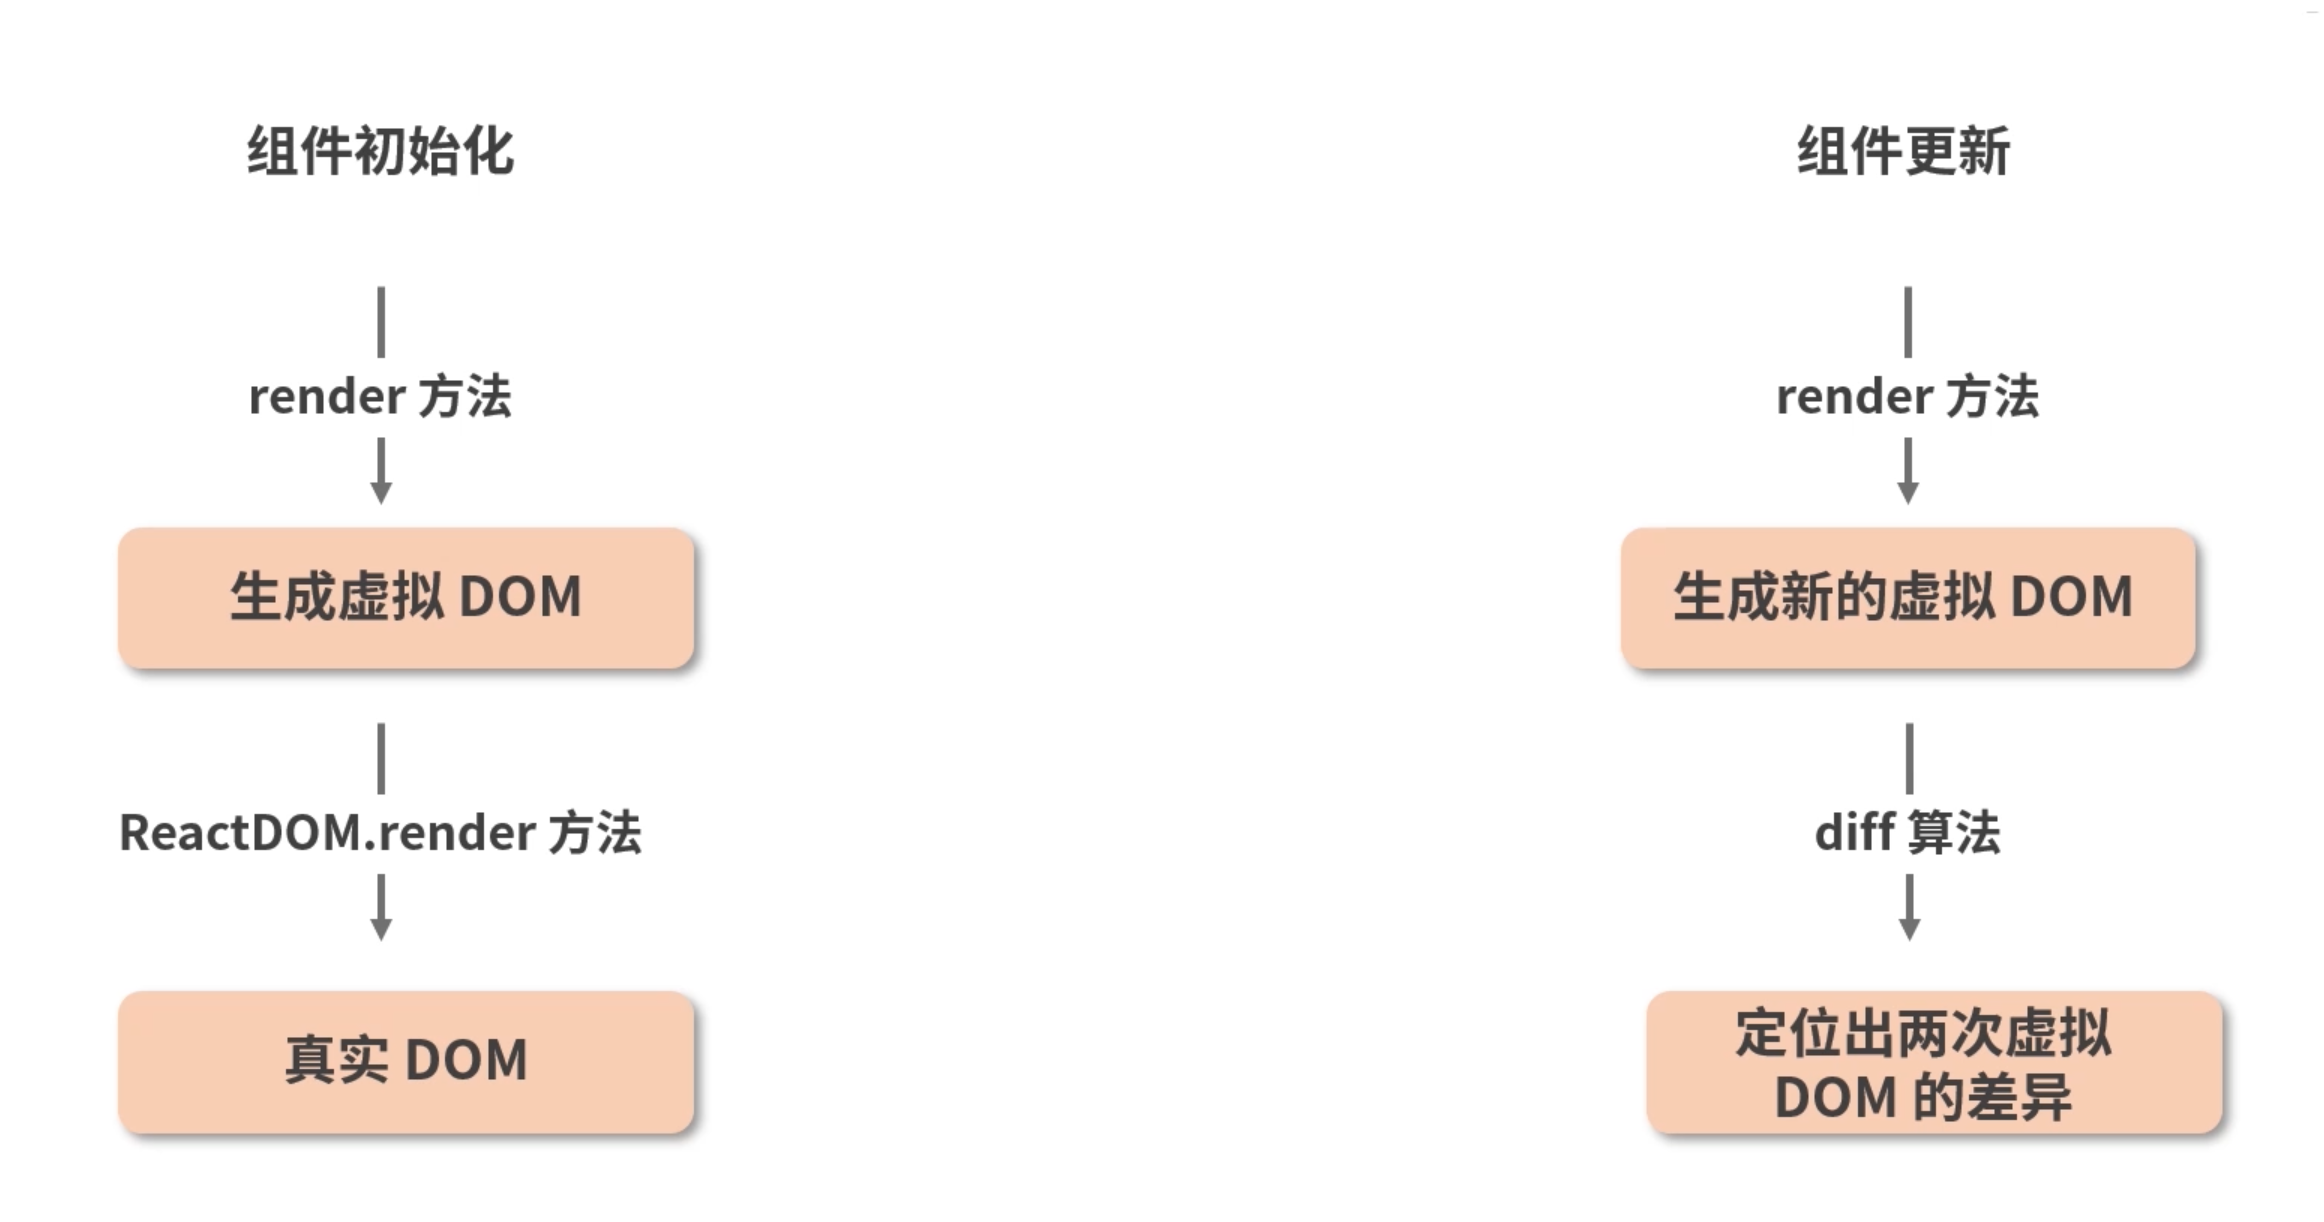 组件初始化
render 方法
生成虚拟 DOM
ReactDOM.render 方法
真实 DOM
组件更新
render 方法
生成新的虚拟 DOM
diff 算法
定位出两次虚拟
DOM 的差异